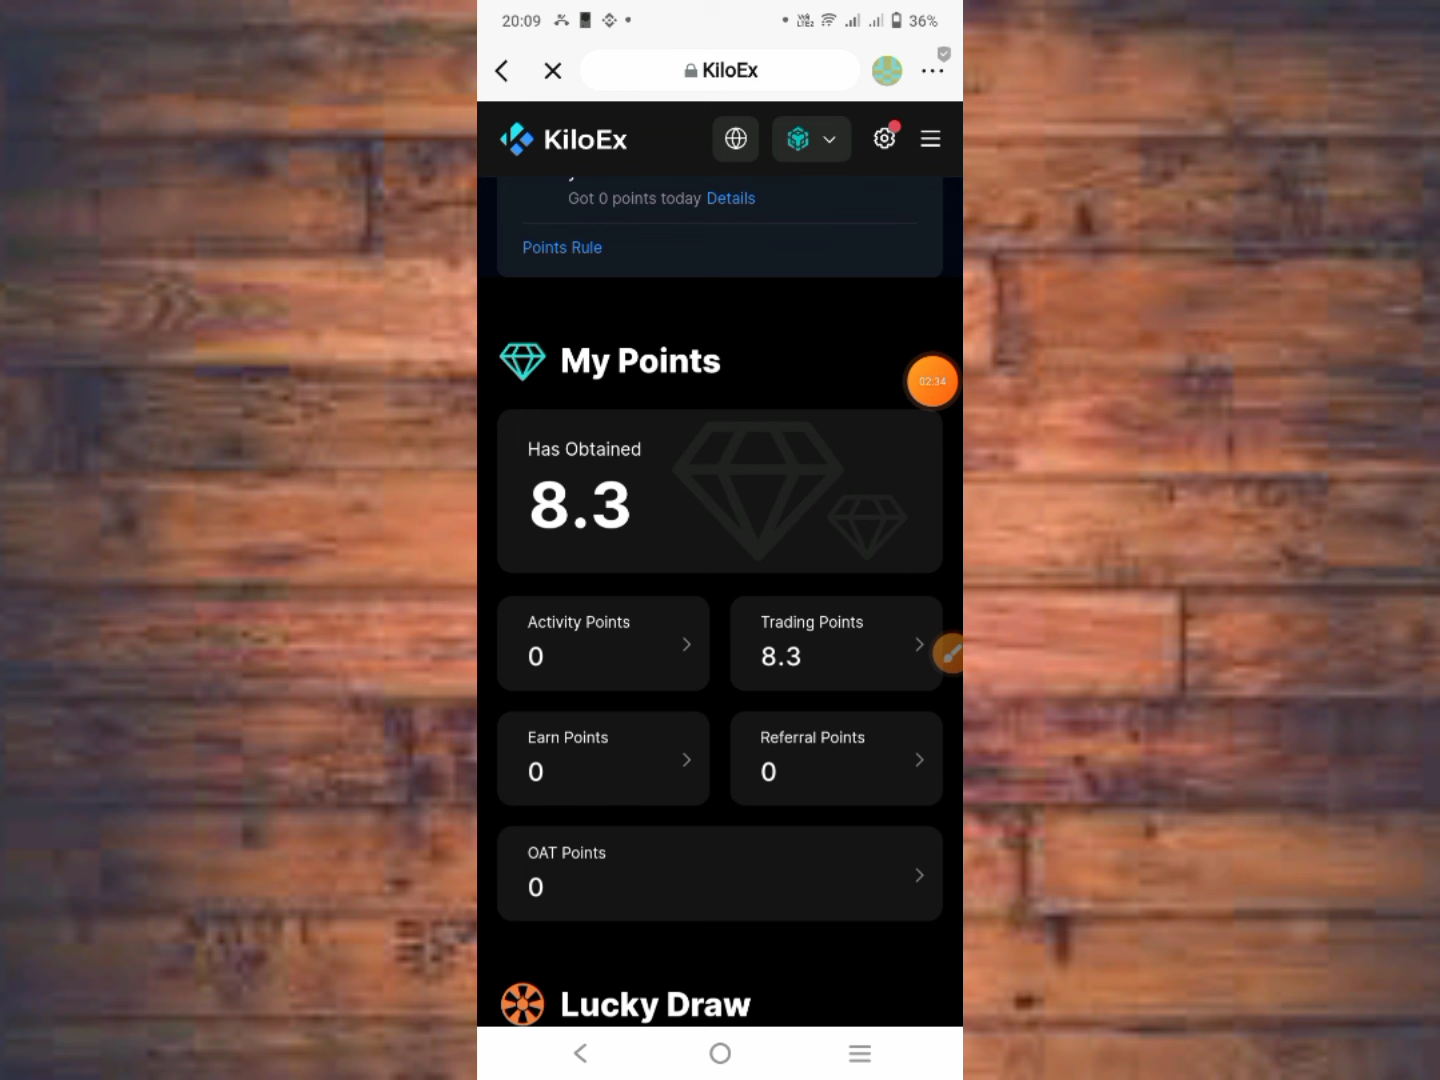 20:09
36%
KiloEx
KiloEx
Got 0 points today Details
Points Rule
My Points
02:34
Has Obtained
8.3
Activity Points
0
Trading Points
8.3
Earn Points
0
Referral Points
0
OAT Points
0
Lucky Draw